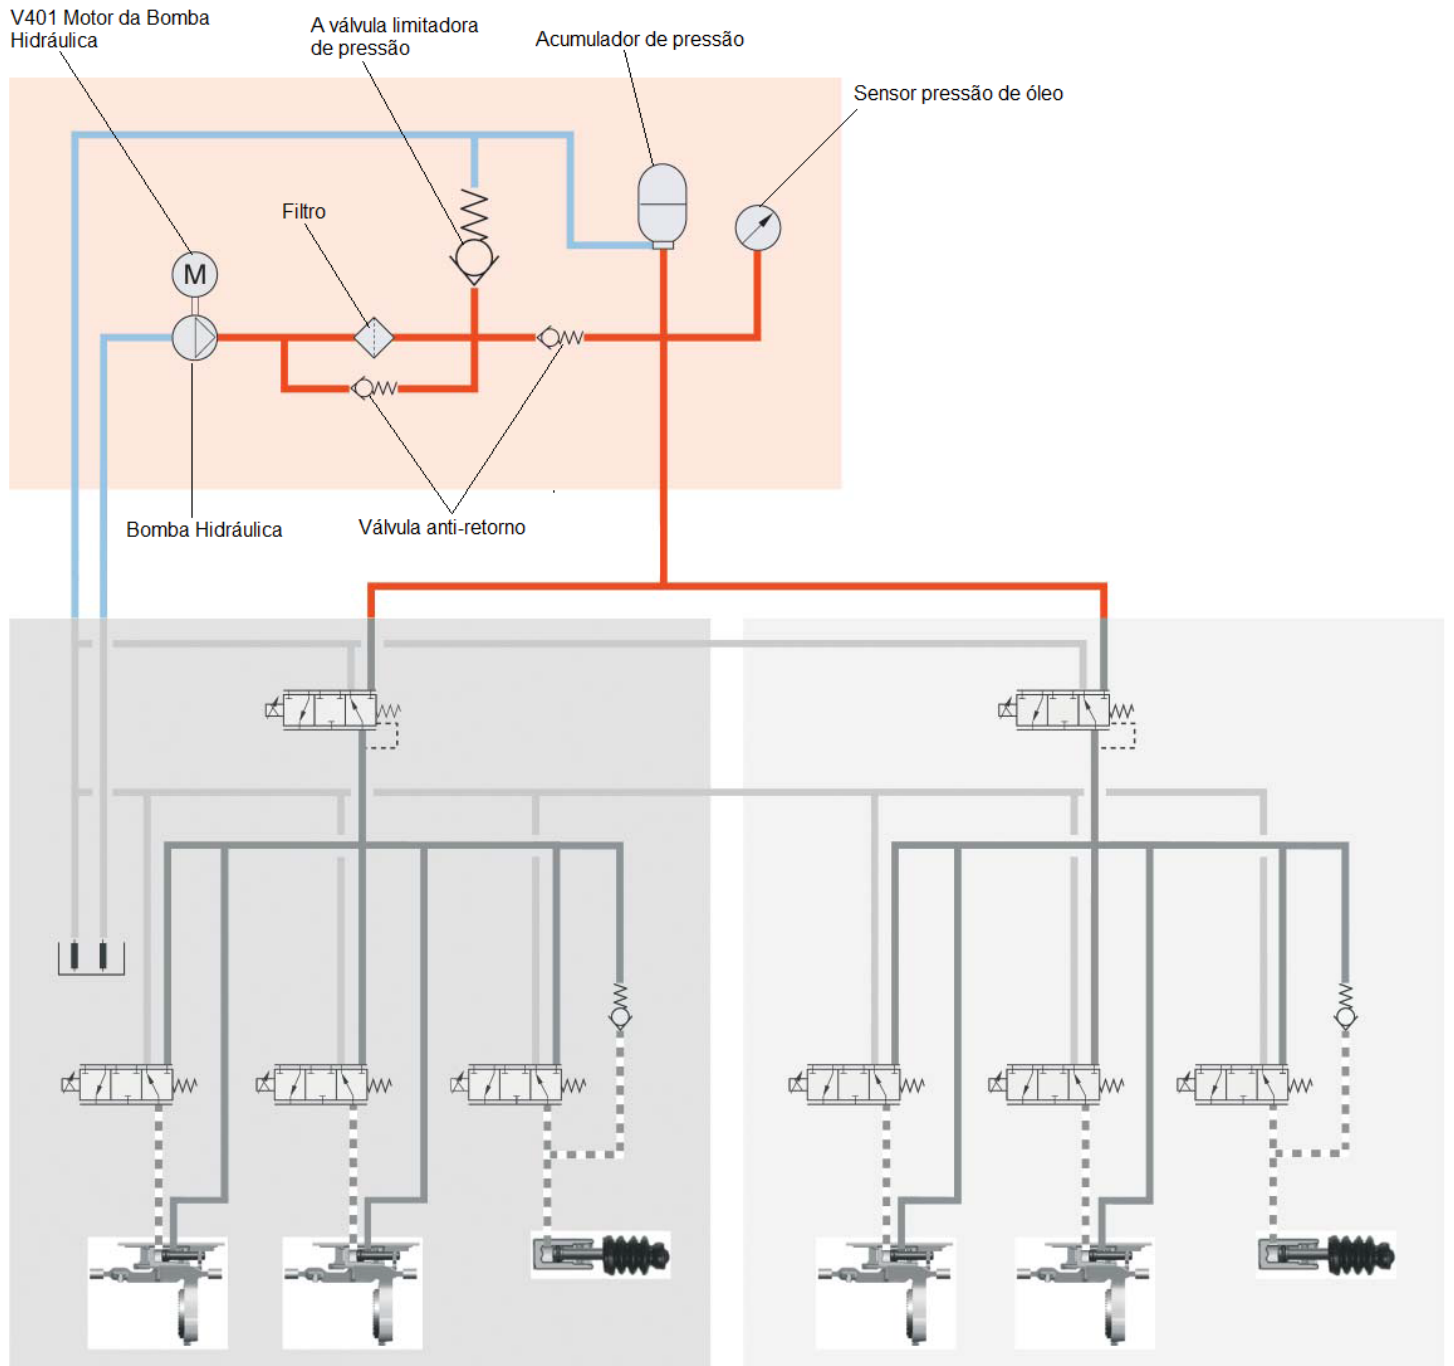 V401 Motor da Bomba
Hidráulica
A válvula limitadora
de pressão
Acumulador de pressão
Sensor pressão de óleo
Filtro
M
Bomba Hidráulica
Válvula anti-retorno